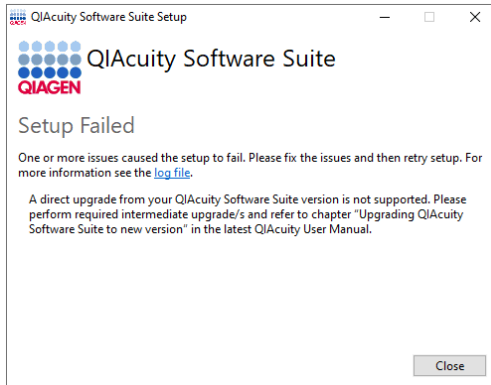 QIAcuity Software Suite Setup
QIAGEN
QIAcuity Software Suite
QIAGEN
Setup Failed
One or more issues caused the setup to fail. Please fix the issues and then retry setup. For
more information see the log file.
A direct upgrade from your QIAcuity Software Suite version is not supported. Please
perform required intermediate upgrade/s and refer to chapter "Upgrading QIAcuity
Software Suite to new version" in the latest QIAcuity User Manual.
Close